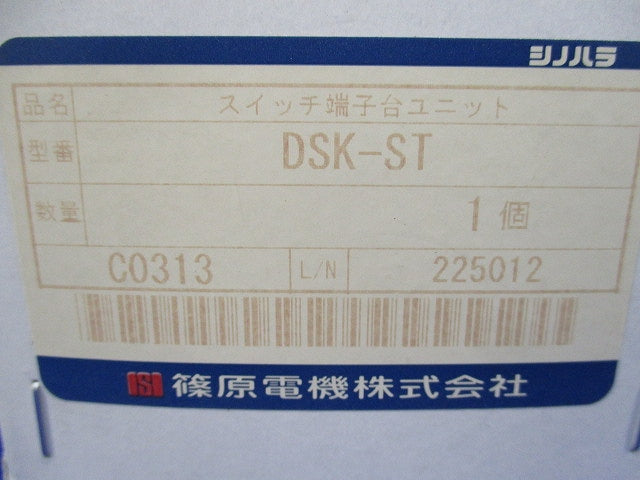 シノハラ
品名 スイッチ端子台ユニット
型番 DSK-ST
数量 1個
C0313 L/N 225012
ISI 篠原電機株式会社